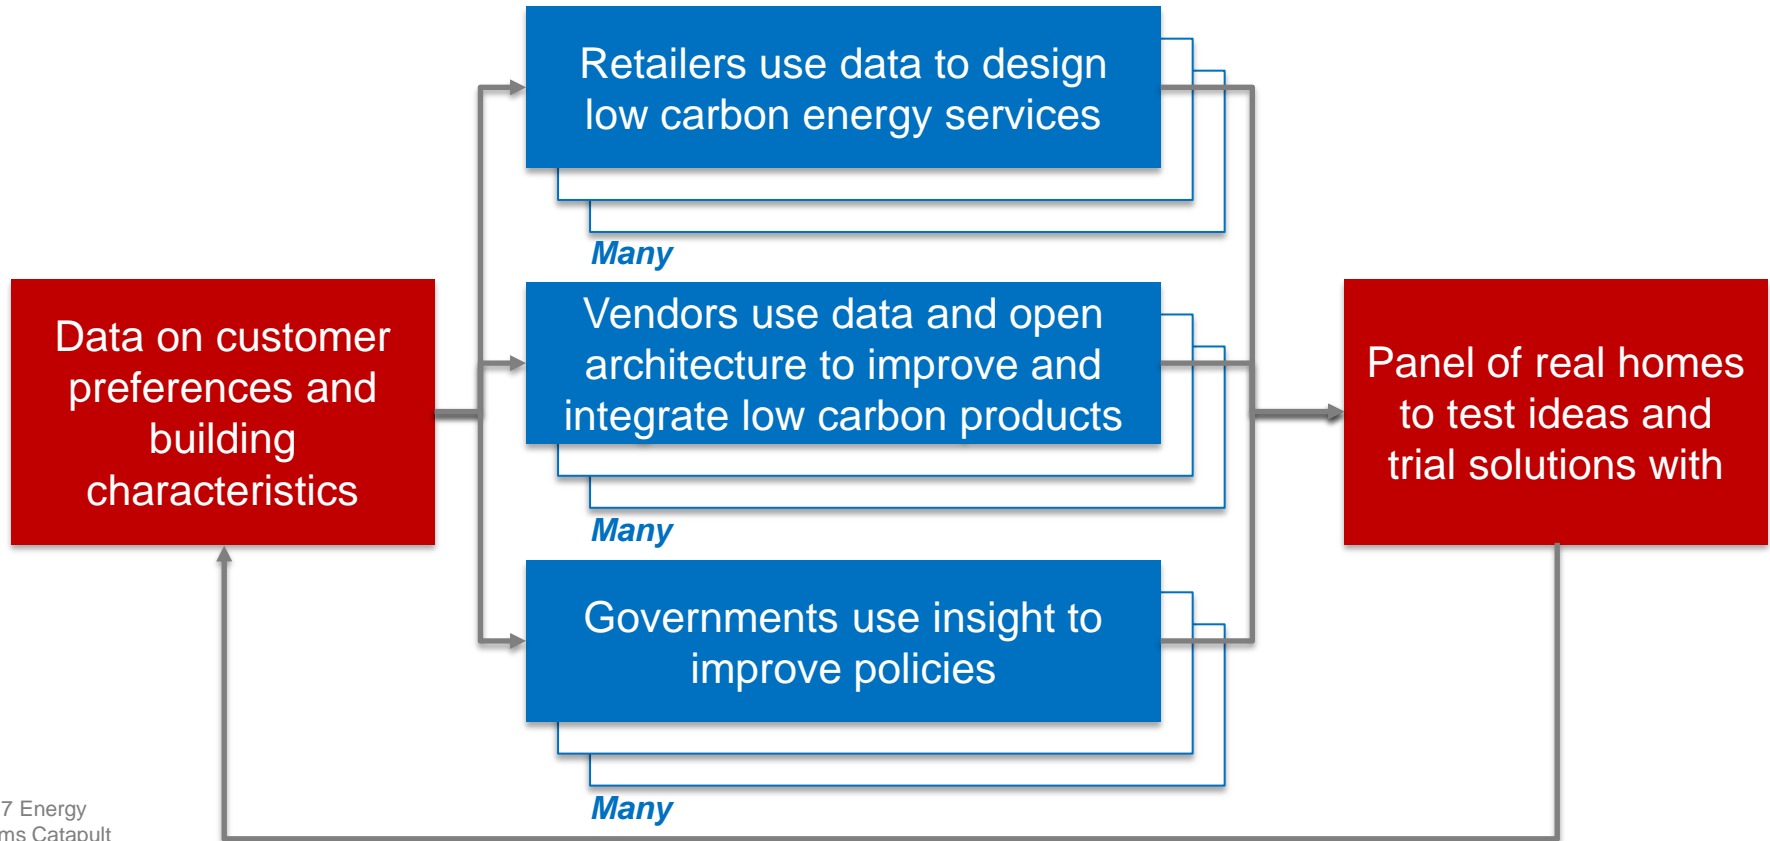 Retailers use data to design
low carbon energy services
Many
Data on customer
preferences and
building
characteristics
Vendors use data and open
architecture to improve and
integrate low carbon products
Many
Panel of real homes
to test ideas and
trial solutions with
Governments use insight to
improve policies
Many
7 Energy
ms Catapult